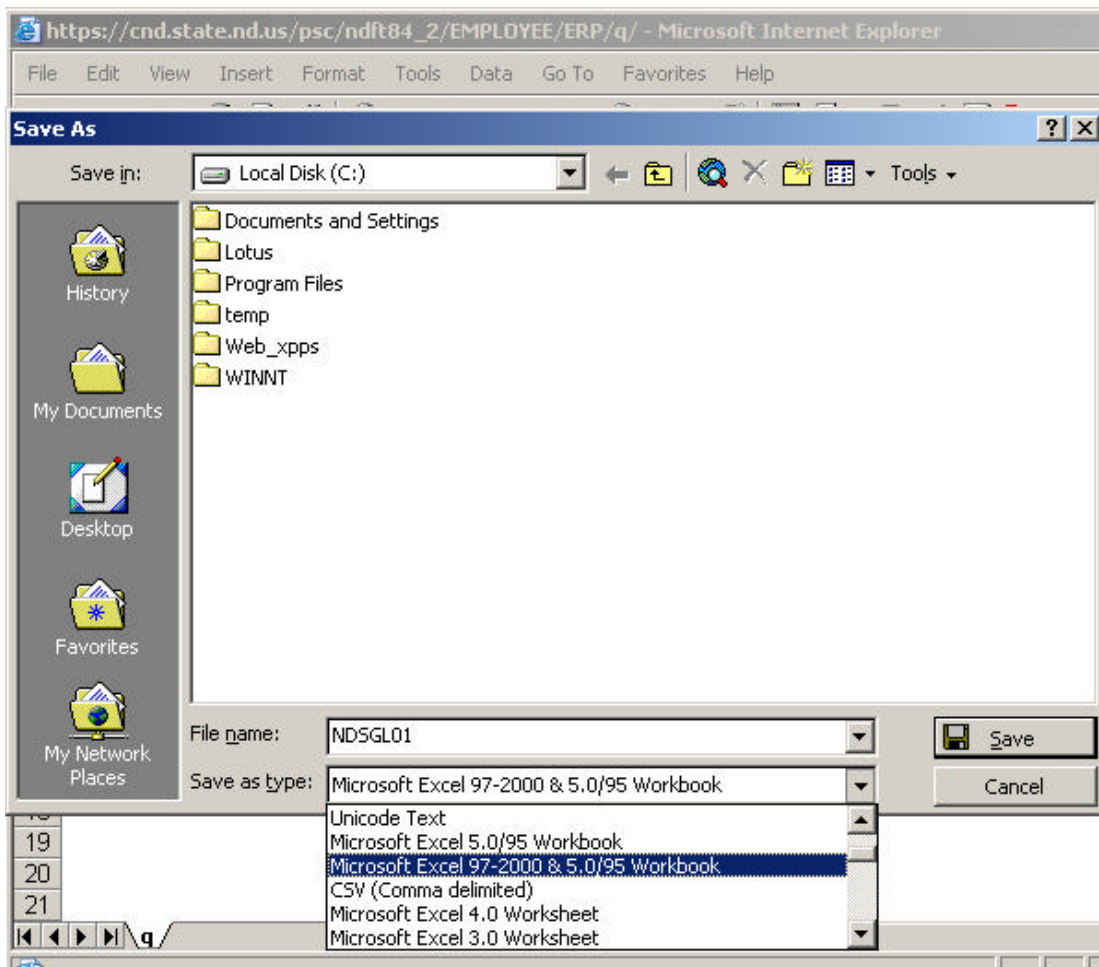 https://cnd.state.nd.us/psc/ndft84_2/EMPLOYEE/ERP/q/ - Microsoft Internet Explorer
File Edit View Insert Format Tools Data Go To Favorites Help
Save As
Save in: Local Disk (C:) Tools
Documents and Settings
Lotus
Program Files
temp
Web_xpps
WINNT
History
My Documents
Desktop
Favorites
My Network
Places
File name: NDSGL01 Save
Save as type: Microsoft Excel 97-2000 & 5.0/95 Workbook Cancel
Unicode Text
Microsoft Excel 5.0/95 Workbook
Microsoft Excel 97-2000 & 5.0/95 Workbook
CSV (Comma delimited)
Microsoft Excel 4.0 Worksheet
Microsoft Excel 3.0 Worksheet
19
20
21
q